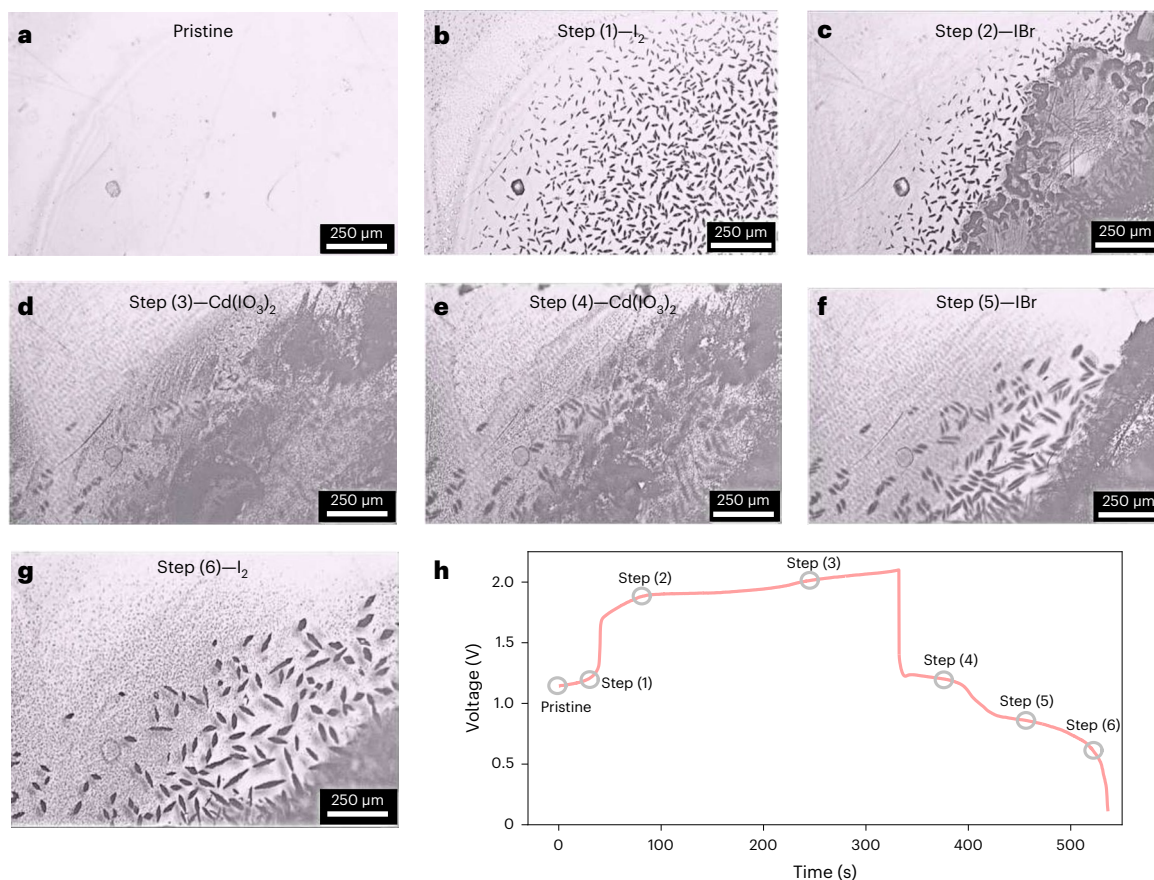 a
Pristine
250 µm
b
Step (1)—I₂
250 µm
c
Step (2)—IBr
250 µm
d
Step (3)—Cd(IO₃)₂
250 µm
e
Step (4)—Cd(IO₃)₂
250 µm
f
Step (5)—IBr
250 µm
g
Step (6)—I₂
250 µm
h
Voltage (V)
2.0
1.5
1.0
0.5
0
Pristine
Step (1)
Step (2)
Step (3)
Step (4)
Step (5)
Step (6)
0 100 200 300 400 500
Time (s)